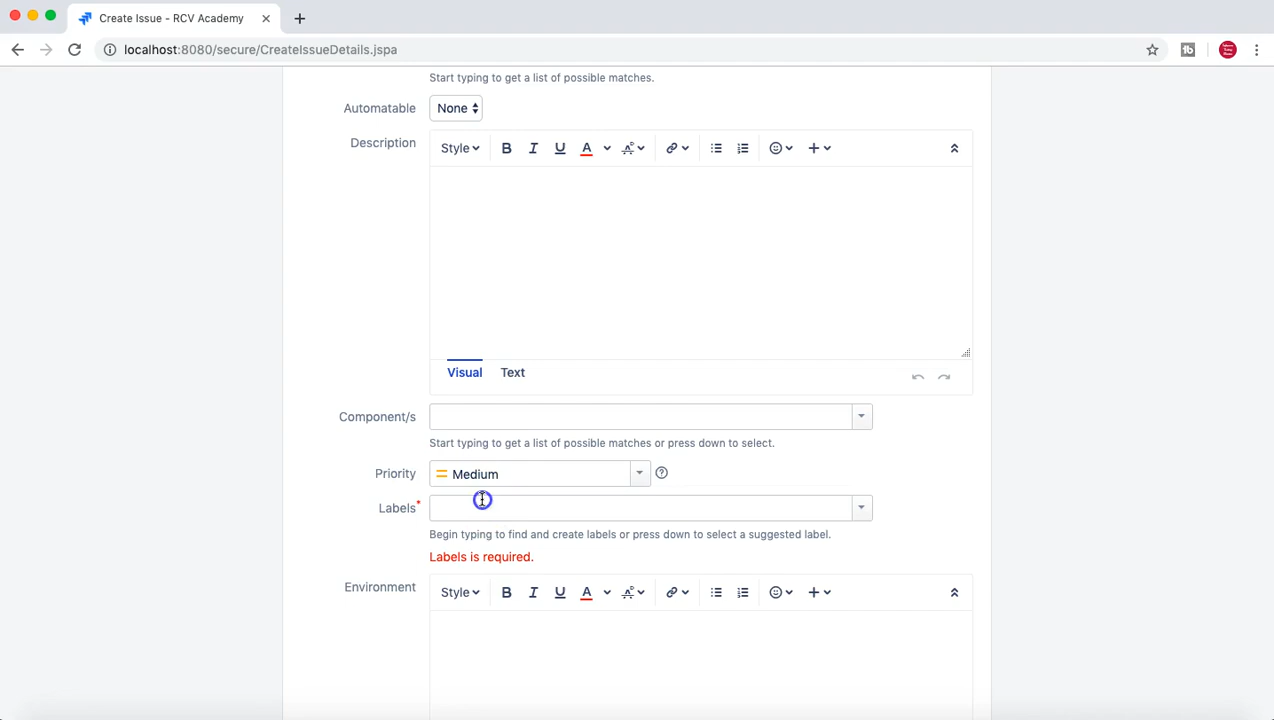 Create Issue - RCV Academy
localhost:8080/secure/CreateIssueDetails.jspa
Start typing to get a list of possible matches.
Automatable None
Description Style B I U A
Visual Text
Component/s
Start typing to get a list of possible matches or press down to select.
Priority Medium
Labels*
Begin typing to find and create labels or press down to select a suggested label.
Labels is required.
Environment Style B I U A